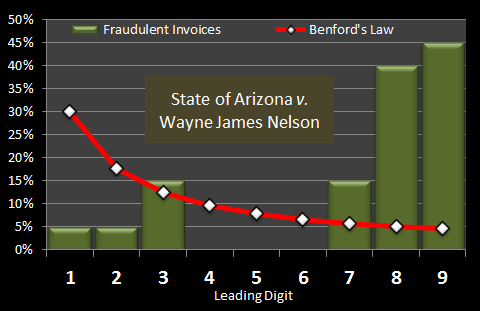 50%
Fraudulent Invoices
Benford's Law
45%
40%
35%
State of Arizona v.
Wayne James Nelson
30%
25%
20%
15%
10%
5%
0%
1 2 3 4 5 6 7 8 9
Leading Digit